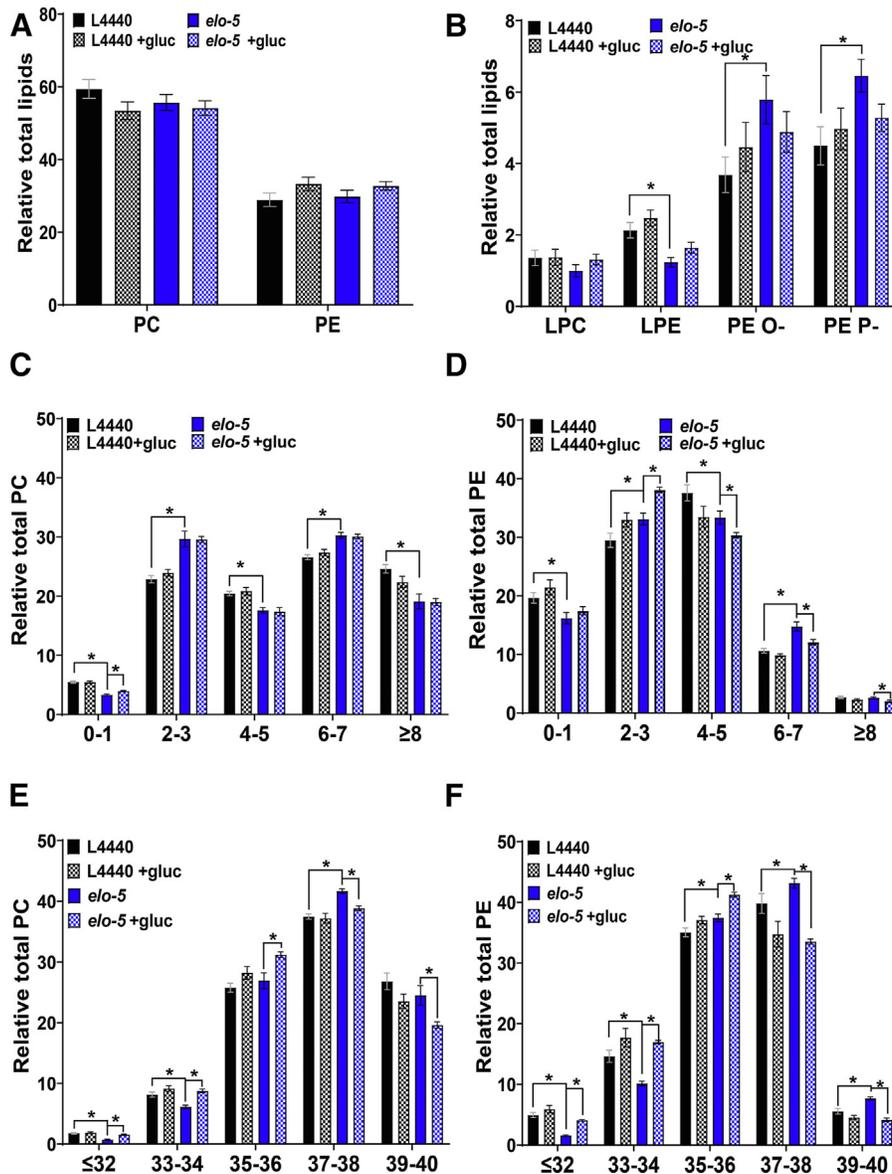 A
L4440
elo-5
L4440 +gluc
elo-5 +gluc
Relative total lipids
80
60
40
20
0
PC
PE
B
L4440
elo-5
L4440 +gluc
elo-5 +gluc
Relative total lipids
8
6
4
2
0
*
*
*
LPC
LPE
PE O-
PE P-
C
L4440
elo-5
L4440+gluc
elo-5 +gluc
Relative total PC
50
40
30
20
10
0
*
*
*
*
*
*
0-1
2-3
4-5
6-7
≥8
D
L4440
elo-5
L4440+gluc
elo-5 +gluc
Relative total PE
50
40
30
20
10
0
*
*
*
*
*
*
*
*
0-1
2-3
4-5
6-7
≥8
E
L4440
L4440 +gluc
elo-5
elo-5 +gluc
Relative total PC
50
40
30
20
10
0
*
*
*
*
*
*
*
*
≤32
33-34
35-36
37-38
39-40
F
L4440
L4440 +gluc
elo-5
elo-5 +gluc
Relative total PE
50
40
30
20
10
0
*
*
*
*
*
*
*
*
*
*
≤32
33-34
35-36
37-38
39-40